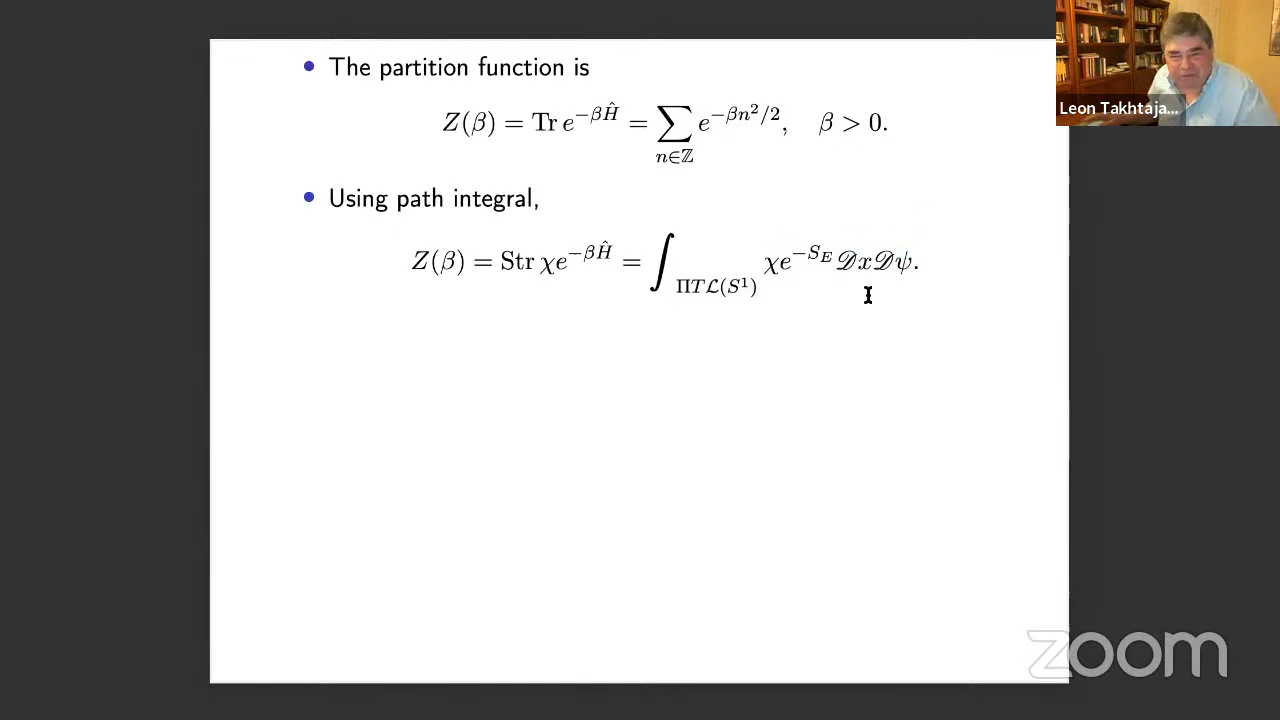 • The partition function is
Z(β) = Tr e^{−βĤ} = ∑_{n∈ℤ} e^{−βn²/2}, β > 0.
• Using path integral,
Z(β) = Str χe^{−βĤ} = ∫_{ΠTℒ(S¹)} χe^{−S_E} 𝒟x𝒟ψ.
Leon Takhtaja...
zoom